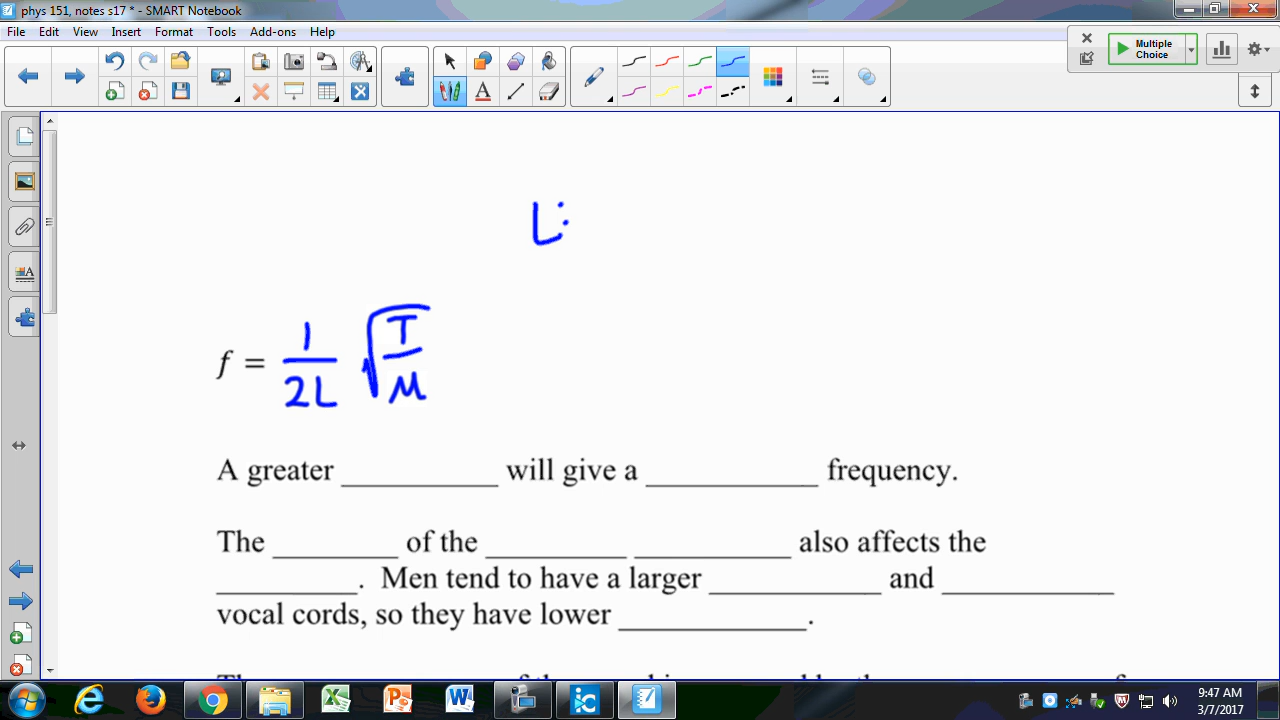 phys 151, notes s17 * - SMART Notebook
File Edit View Insert Format Tools Add-ons Help
Multiple Choice
L:
f = 1/2L √T/M
A greater __________ will give a ___________ frequency.
The ________ of the _________ __________ also affects the
_________. Men tend to have a larger ___________ and ___________
vocal cords, so they have lower ____________.
9:47 AM
3/7/2017